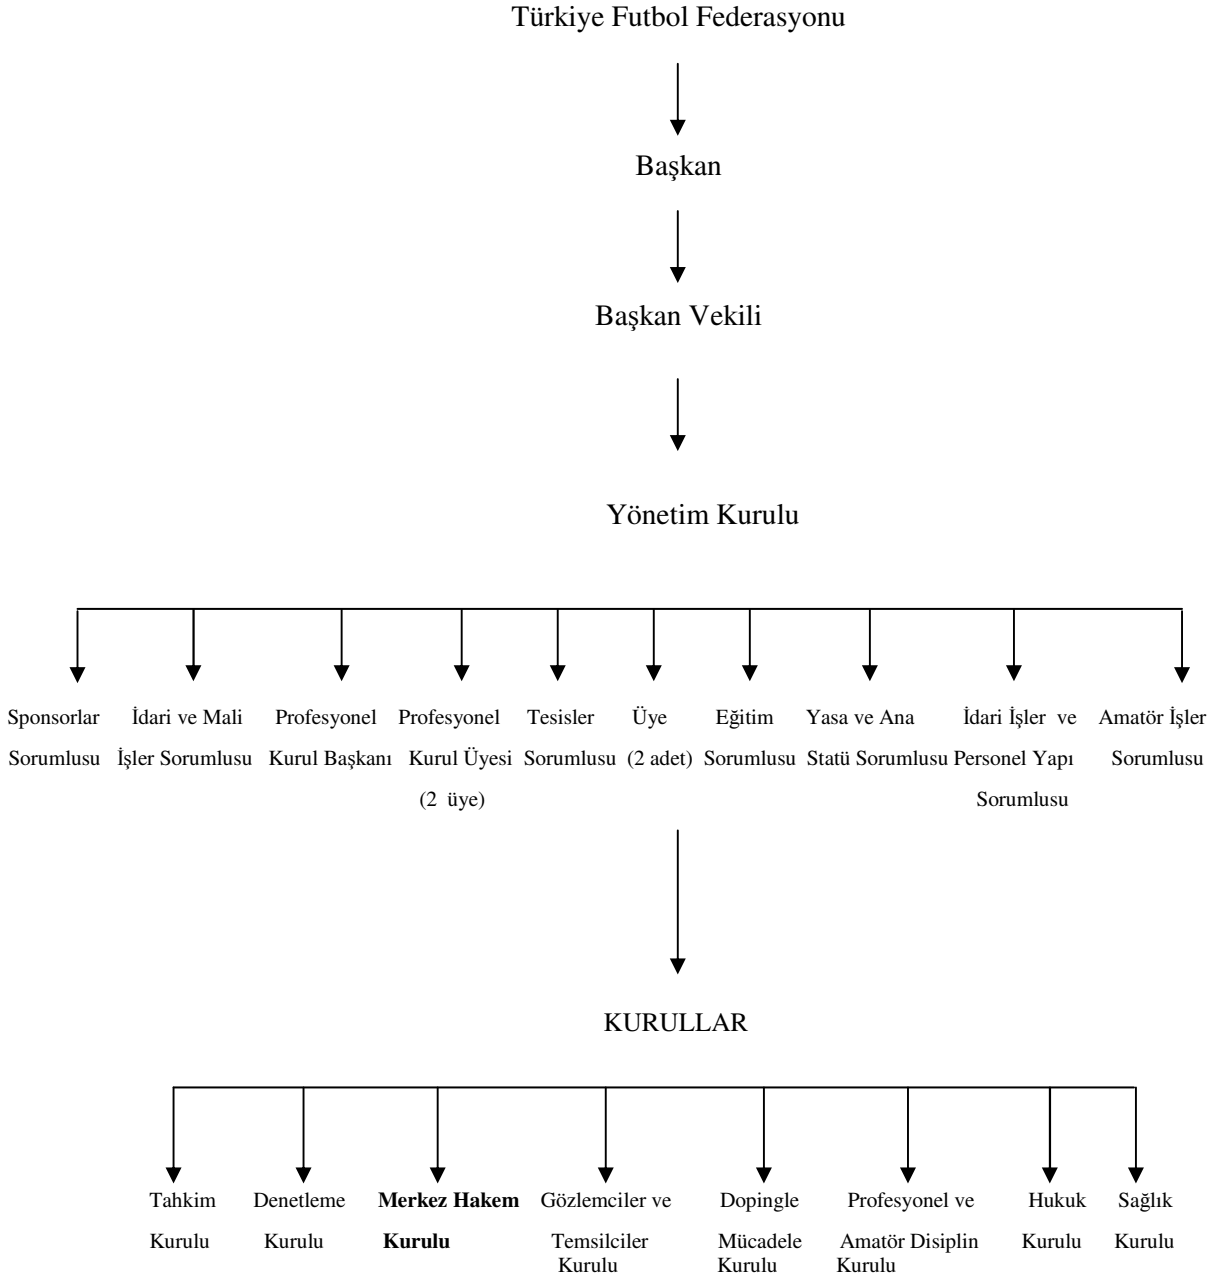 Türkiye Futbol Federasyonu
Başkan
Başkan Vekili
Yönetim Kurulu
Sponsorlar
Sorumlusu
İdari ve Mali
İşler Sorumlusu
Profesyonel
Kurul Başkanı
Profesyonel
Kurul Üyesi
(2 üye)
Tesisler
Sorumlusu
Üye
(2 adet)
Eğitim
Sorumlusu
Yasa ve Ana
Statü Sorumlusu
İdari İşler ve
Personel Yapı
Sorumlusu
Amatör İşler
Sorumlusu
KURULLAR
Tahkim
Kurulu
Denetleme
Kurulu
Merkez Hakem
Kurulu
Gözlemciler ve
Temsilciler
Kurulu
Dopingle
Mücadele
Kurulu
Profesyonel ve
Amatör Disiplin
Kurulu
Hukuk
Kurulu
Sağlık
Kurulu